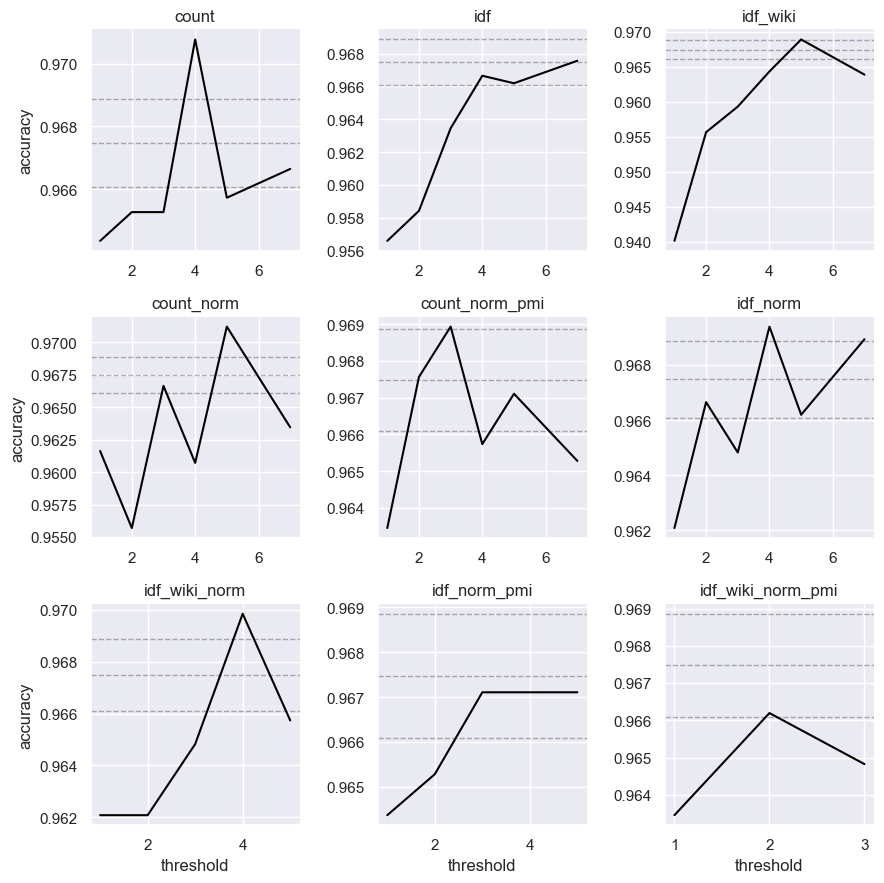 count
idf
idf_wiki
accuracy
0.970
0.968
0.966
2 4 6
0.968
0.966
0.964
0.962
0.960
0.958
0.956
2 4 6
0.970
0.965
0.960
0.955
0.950
0.945
0.940
2 4 6
count_norm
count_norm_pmi
idf_norm
accuracy
0.9700
0.9675
0.9650
0.9625
0.9600
0.9575
0.9550
2 4 6
0.969
0.968
0.967
0.966
0.965
0.964
2 4 6
0.968
0.966
0.964
0.962
2 4 6
idf_wiki_norm
idf_norm_pmi
idf_wiki_norm_pmi
accuracy
0.970
0.968
0.966
0.964
0.962
2 4
threshold
0.969
0.968
0.967
0.966
0.965
2 4
threshold
0.969
0.968
0.967
0.966
0.965
0.964
1 2 3
threshold